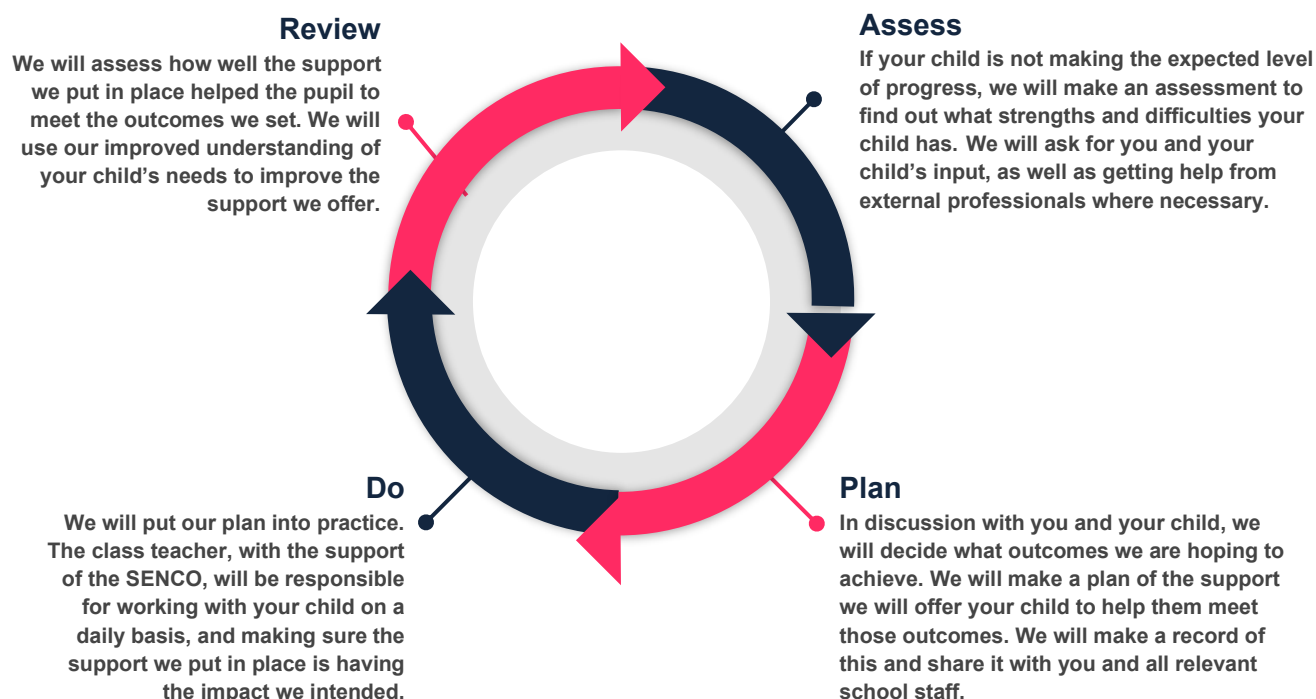 Review
We will assess how well the support
we put in place helped the pupil to
meet the outcomes we set. We will
use our improved understanding of
your child’s needs to improve the
support we offer.
Assess
If your child is not making the expected level
of progress, we will make an assessment to
find out what strengths and difficulties your
child has. We will ask for you and your
child’s input, as well as getting help from
external professionals where necessary.
Do
We will put our plan into practice.
The class teacher, with the support
of the SENCO, will be responsible
for working with your child on a
daily basis, and making sure the
support we put in place is having
the impact we intended.
Plan
In discussion with you and your child, we
will decide what outcomes we are hoping to
achieve. We will make a plan of the support
we will offer your child to help them meet
those outcomes. We will make a record of
this and share it with you and all relevant
school staff.